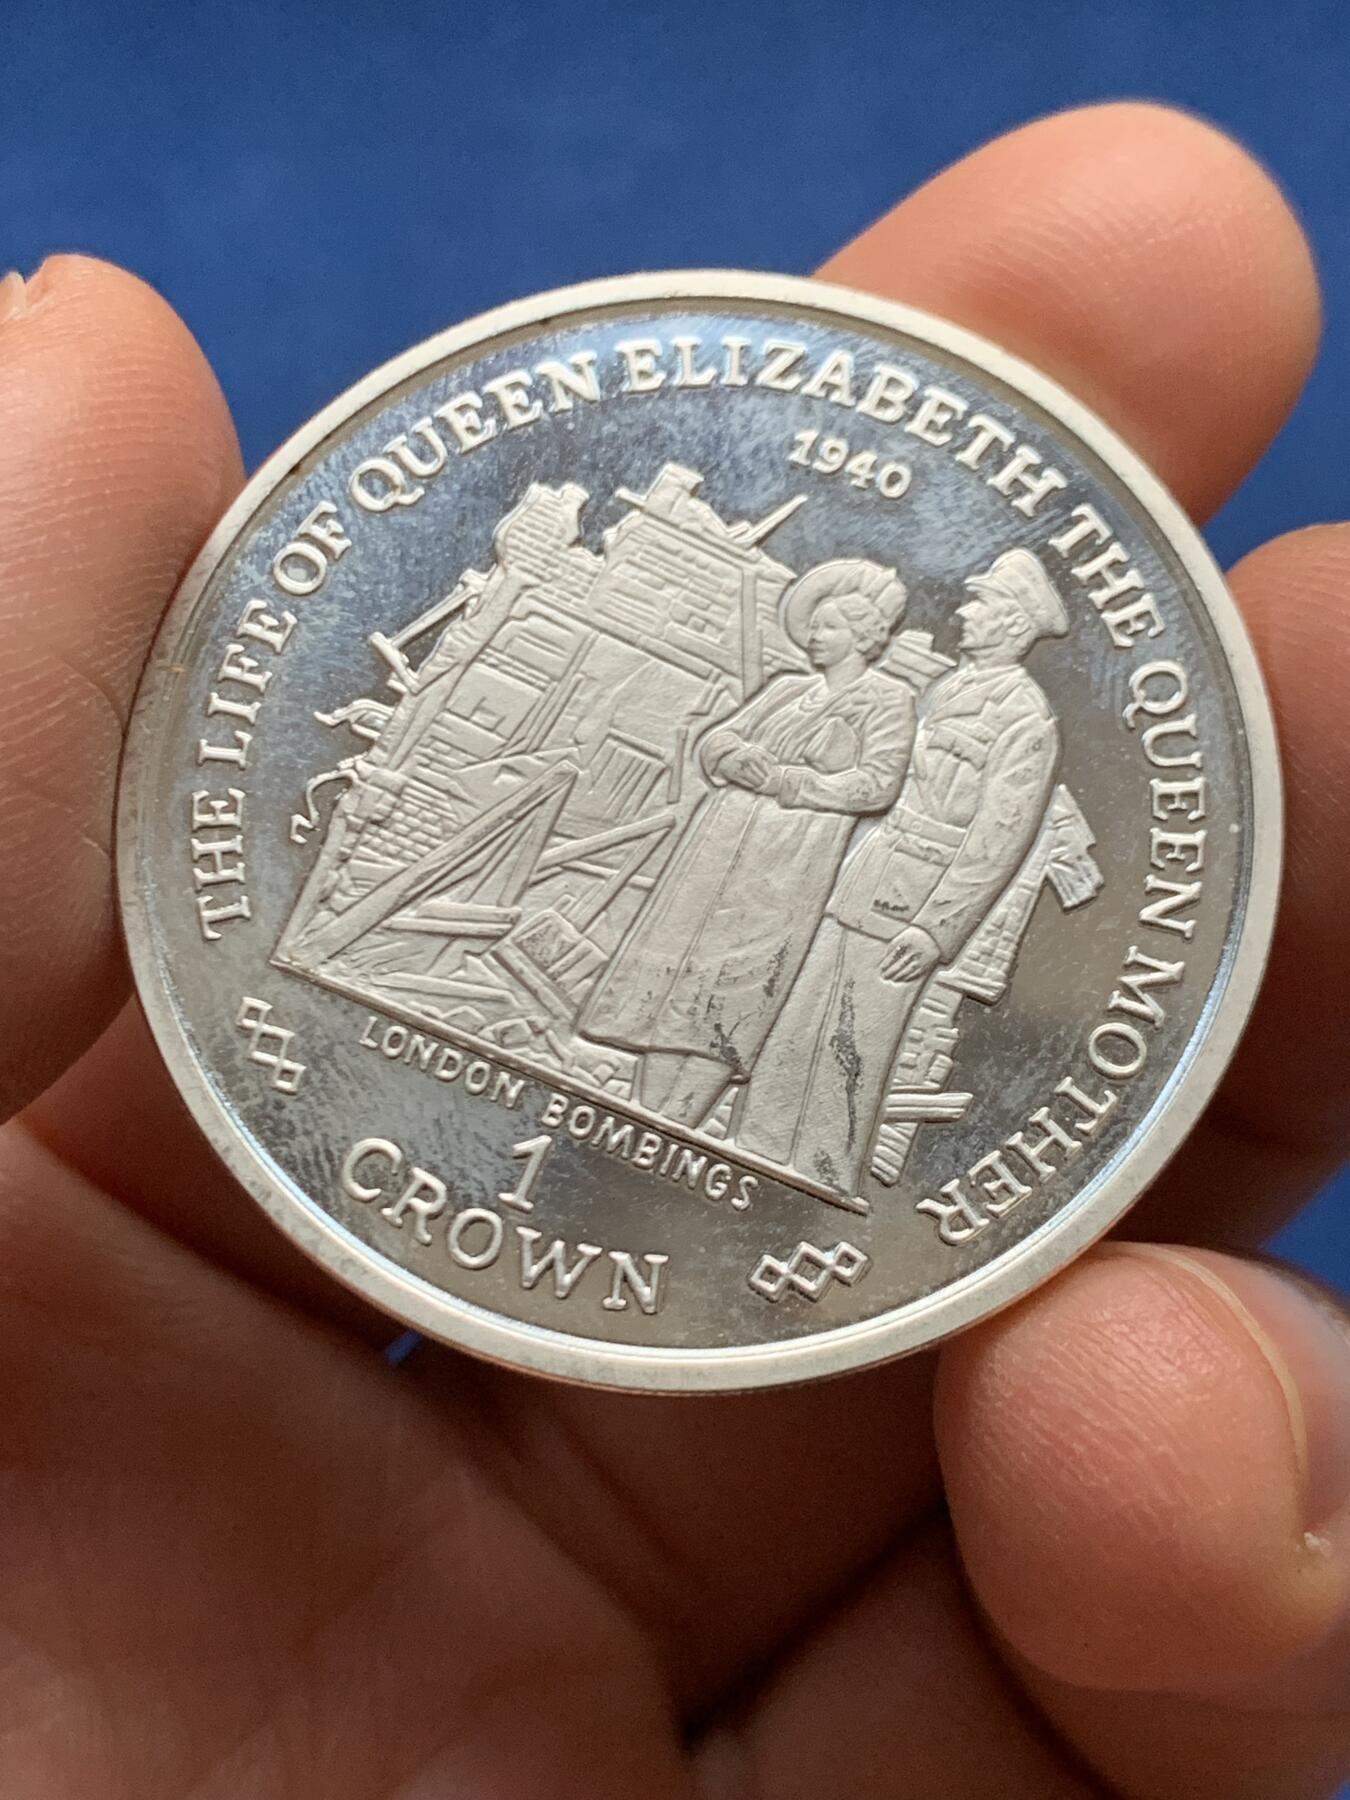 THE LIFE OF QUEEN ELIZABETH THE QUEEN MOTHER
1940
LONDON BOMBINGS
1
CROWN